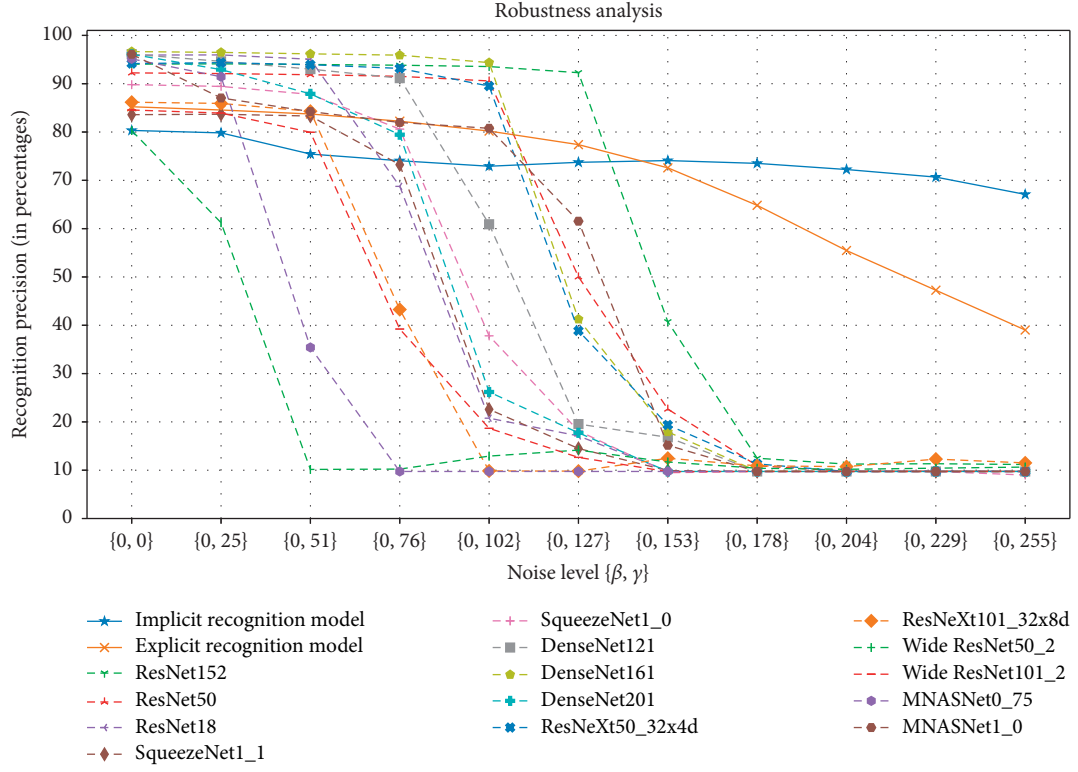 Robustness analysis
Recognition precision (in percentages)
100
90
80
70
60
50
40
30
20
10
0
{0, 0} {0, 25} {0, 51} {0, 76} {0, 102} {0, 127} {0, 153} {0, 178} {0, 204} {0, 229} {0, 255}
Noise level {β, γ}
Implicit recognition model
Explicit recognition model
ResNet152
ResNet50
ResNet18
SqueezeNet1_1
SqueezeNet1_0
DenseNet121
DenseNet161
DenseNet201
ResNeXt50_32x4d
ResNeXt101_32x8d
Wide ResNet50_2
Wide ResNet101_2
MNASNet0_75
MNASNet1_0